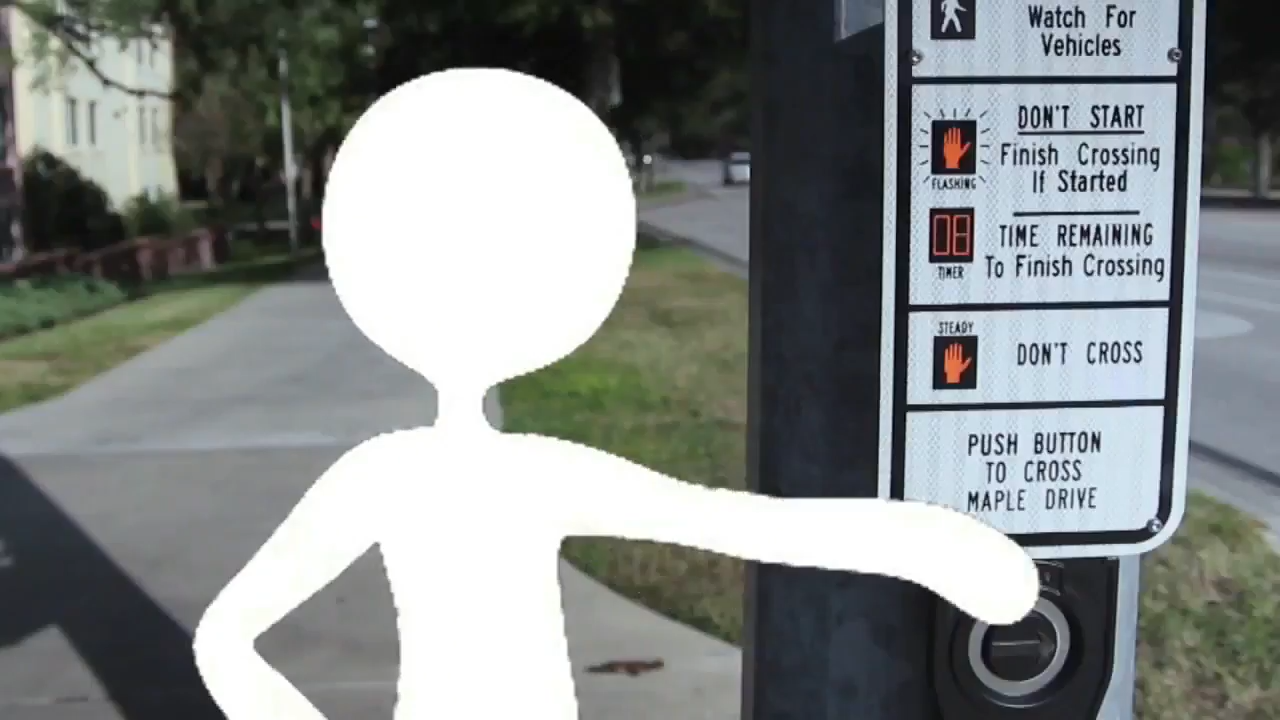 Watch For
Vehicles
DON'T START
Finish Crossing
If Started
FLASHING
08
TIME REMAINING
To Finish Crossing
TIMER
STEADY
DON'T CROSS
PUSH BUTTON
TO CROSS
MAPLE DRIVE